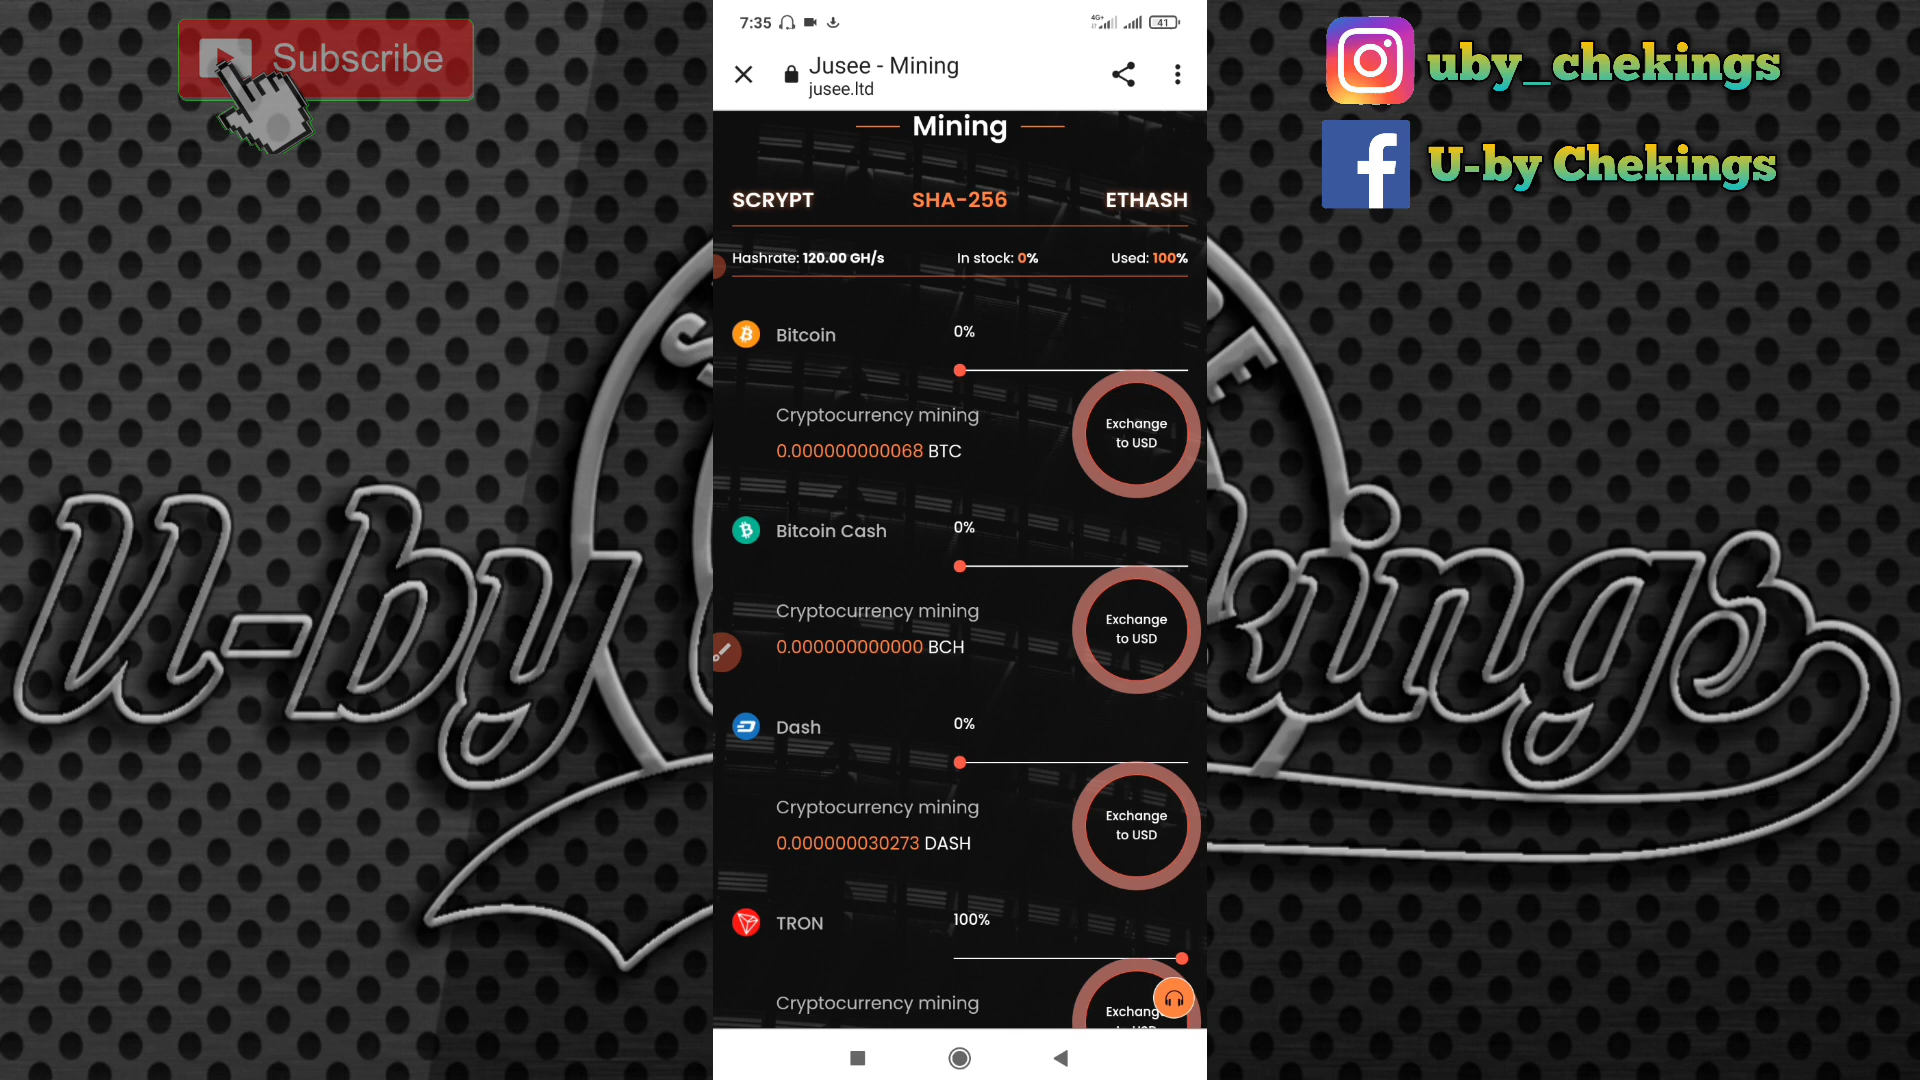 Subscribe
uby_chekings
U-by Chekings
7:35
4G+
41
Jusee - Mining
jusee.ltd
Mining
SCRYPT SHA-256 ETHASH
Hashrate: 120.00 GH/s In stock: 0% Used: 100%
Bitcoin 0%
Cryptocurrency mining
0.000000000068 BTC
Exchange
to USD
Bitcoin Cash 0%
Cryptocurrency mining
0.000000000000 BCH
Exchange
to USD
Dash 0%
Cryptocurrency mining
0.000000030273 DASH
Exchange
to USD
TRON 100%
Cryptocurrency mining
U-by